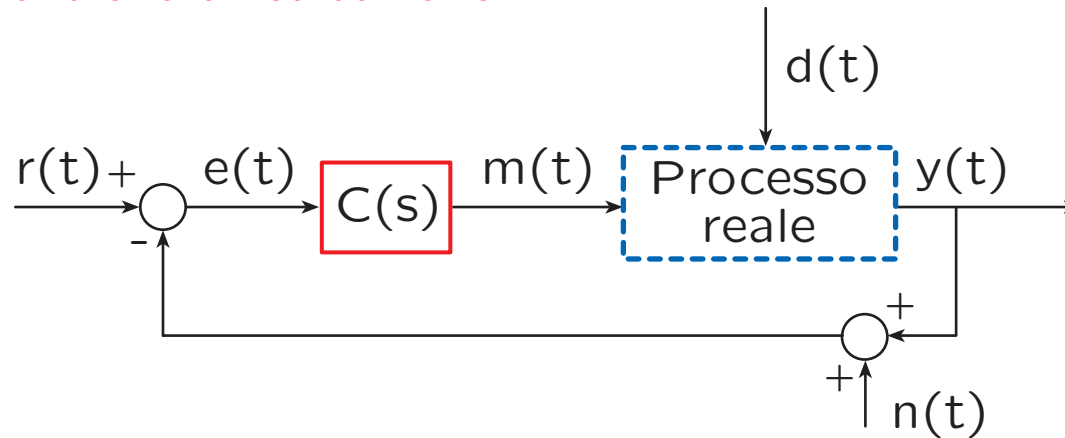 d(t)
r(t) + e(t) C(s) m(t) Processo reale y(t)
-
+
+
n(t)